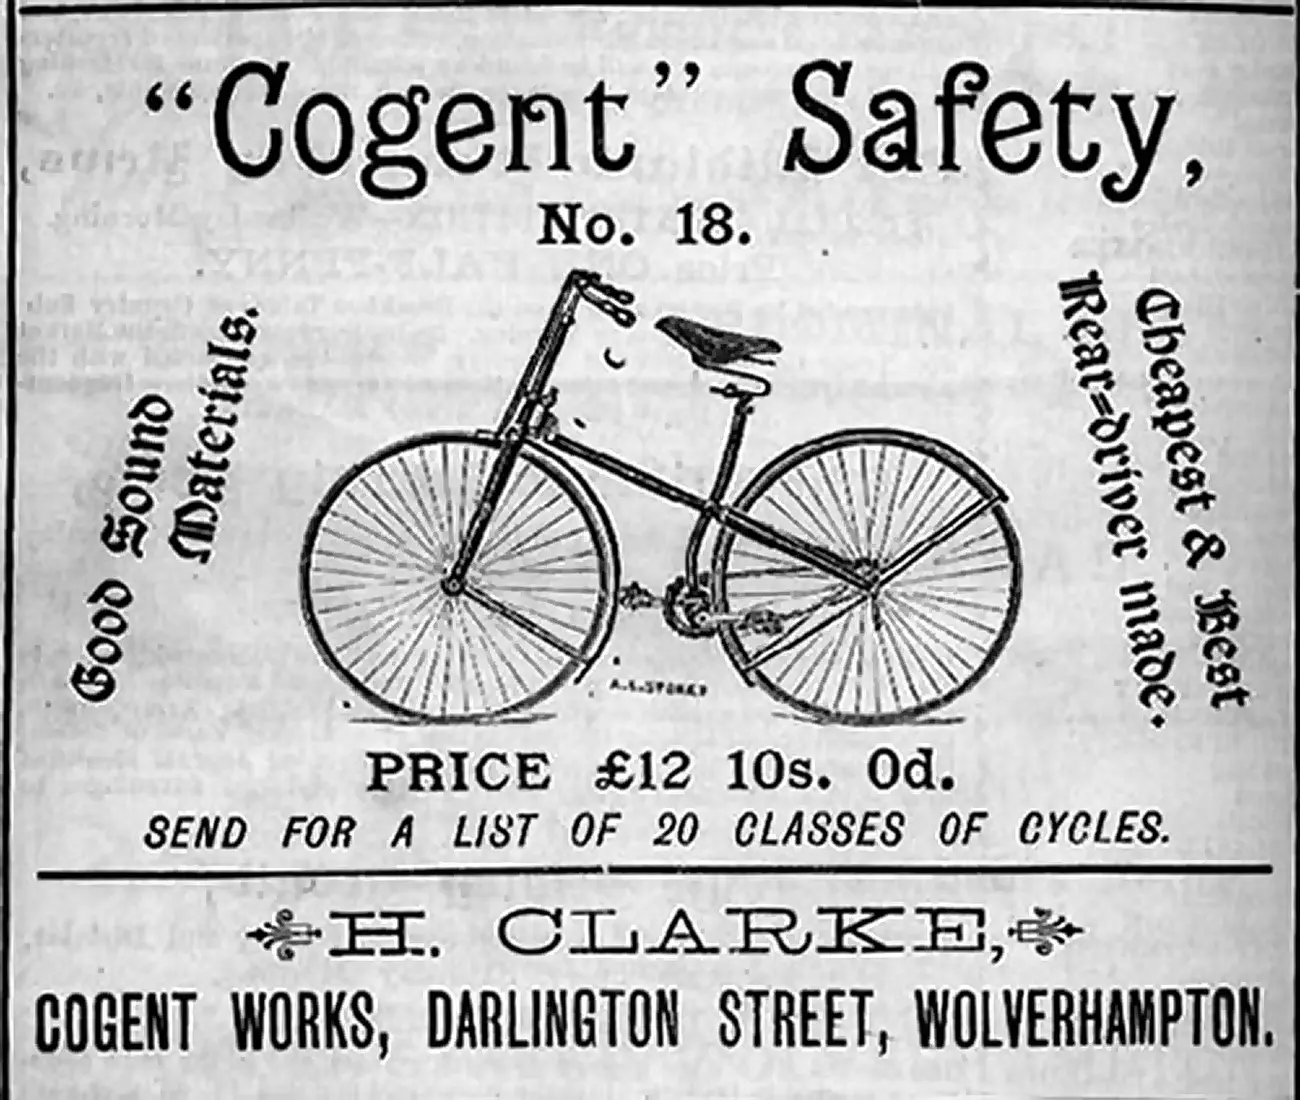 “Cogent” Safety,
No. 18.
Good Sound
Materials.
Cheapest & Best
Rear=driver made.
A.S.STOKES
PRICE £12 10s. 0d.
SEND FOR A LIST OF 20 CLASSES OF CYCLES.
H. CLARKE,
COGENT WORKS, DARLINGTON STREET, WOLVERHAMPTON.